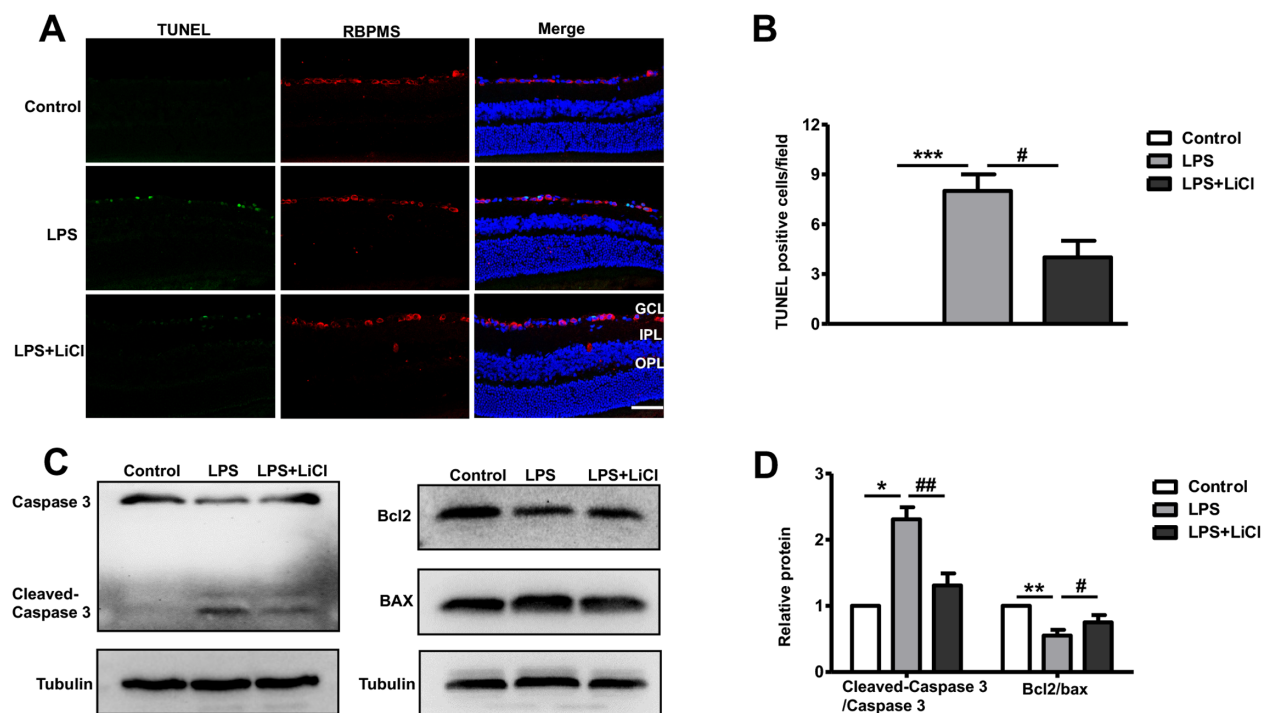 A
TUNEL RBPMS Merge
Control
LPS
LPS+LiCl
GCL
IPL
OPL
B
TUNEL positive cells/field
12
9
6
3
0
*** #
Control
LPS
LPS+LiCl
C
Control LPS LPS+LiCl
Caspase 3
Cleaved-
Caspase 3
Tubulin
Control LPS LPS+LiCl
Bcl2
BAX
Tubulin
D
Relative protein
3
2
1
0
* ##
** #
Cleaved-Caspase 3
/Caspase 3
Bcl2/bax
Control
LPS
LPS+LiCl